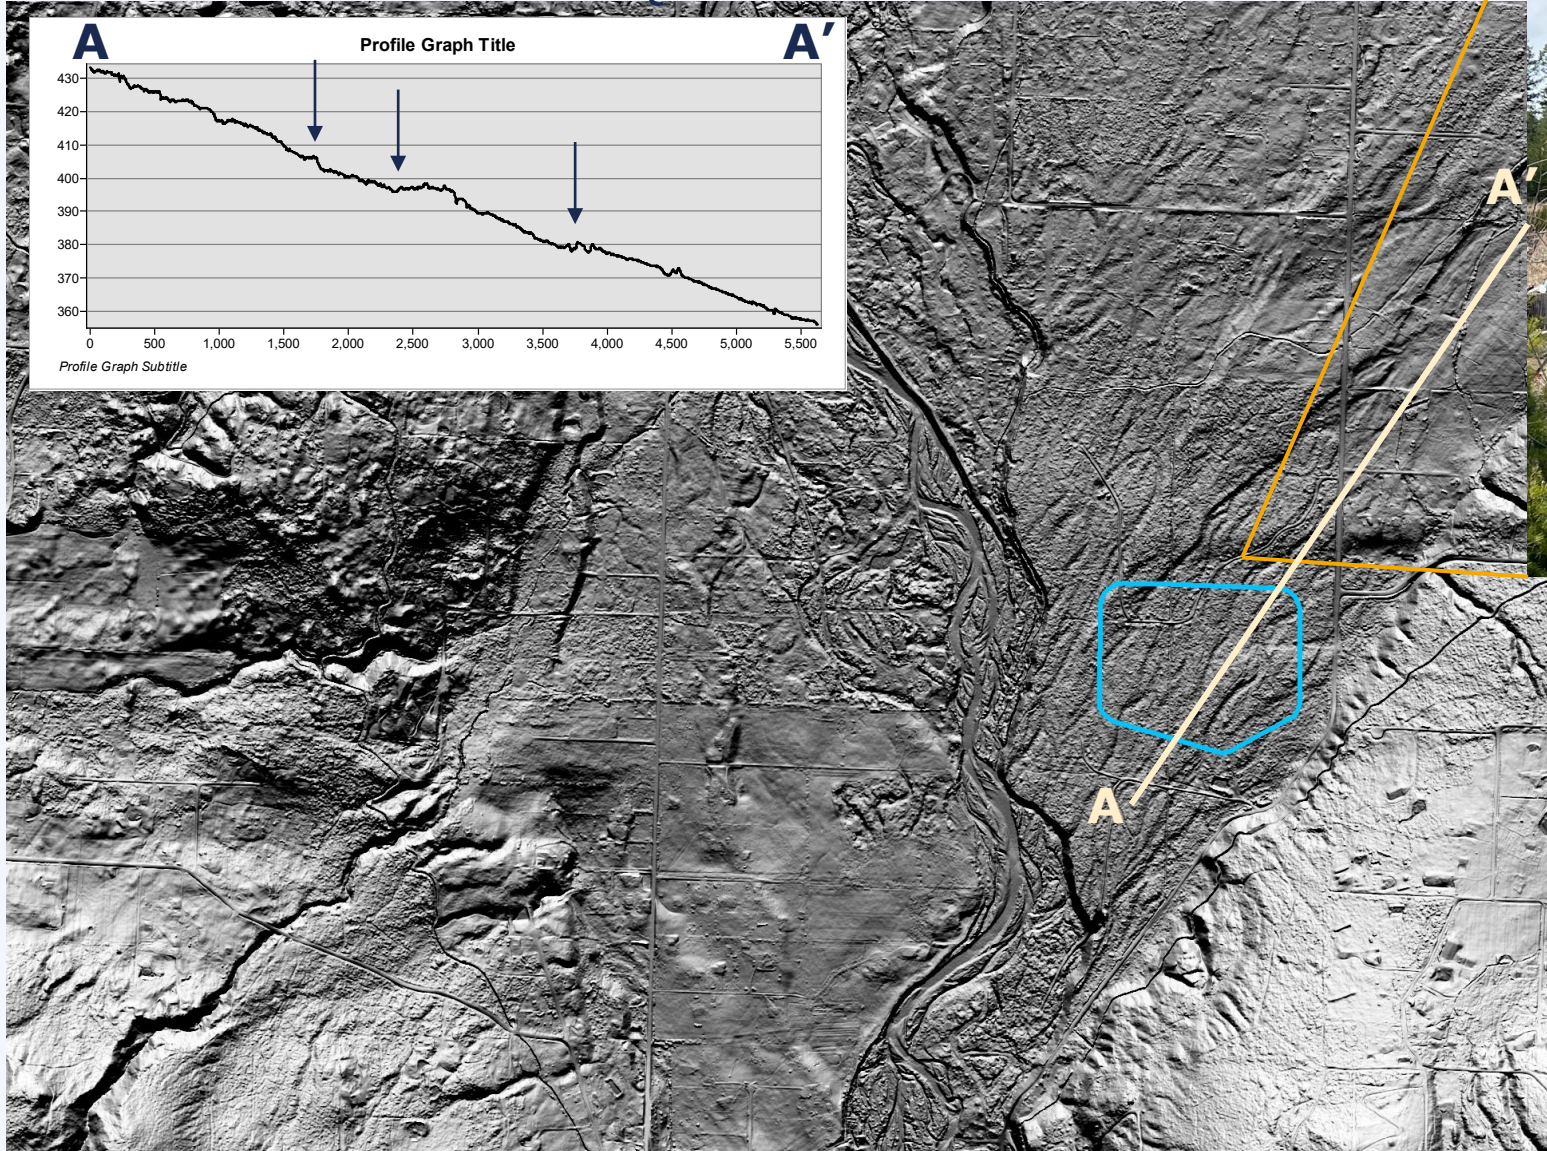 A A′
Profile Graph Title
430
420
410
400
390
380
370
360
0 500 1,000 1,500 2,000 2,500 3,000 3,500 4,000 4,500 5,000 5,500
Profile Graph Subtitle
A′
A